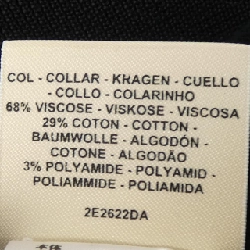 COL - COLLAR - KRAGEN - CUELLO
- COLLO - COLARINHO
68% VISCOSE - VISKOSE - VISCOSA
29% COTON - COTTON -
BAUMWOLLE - ALGODÓN -
COTONE - ALGODÃO
3% POLYAMIDE - POLYAMID -
POLIAMMIDE - POLIAMIDA
2E2622DA